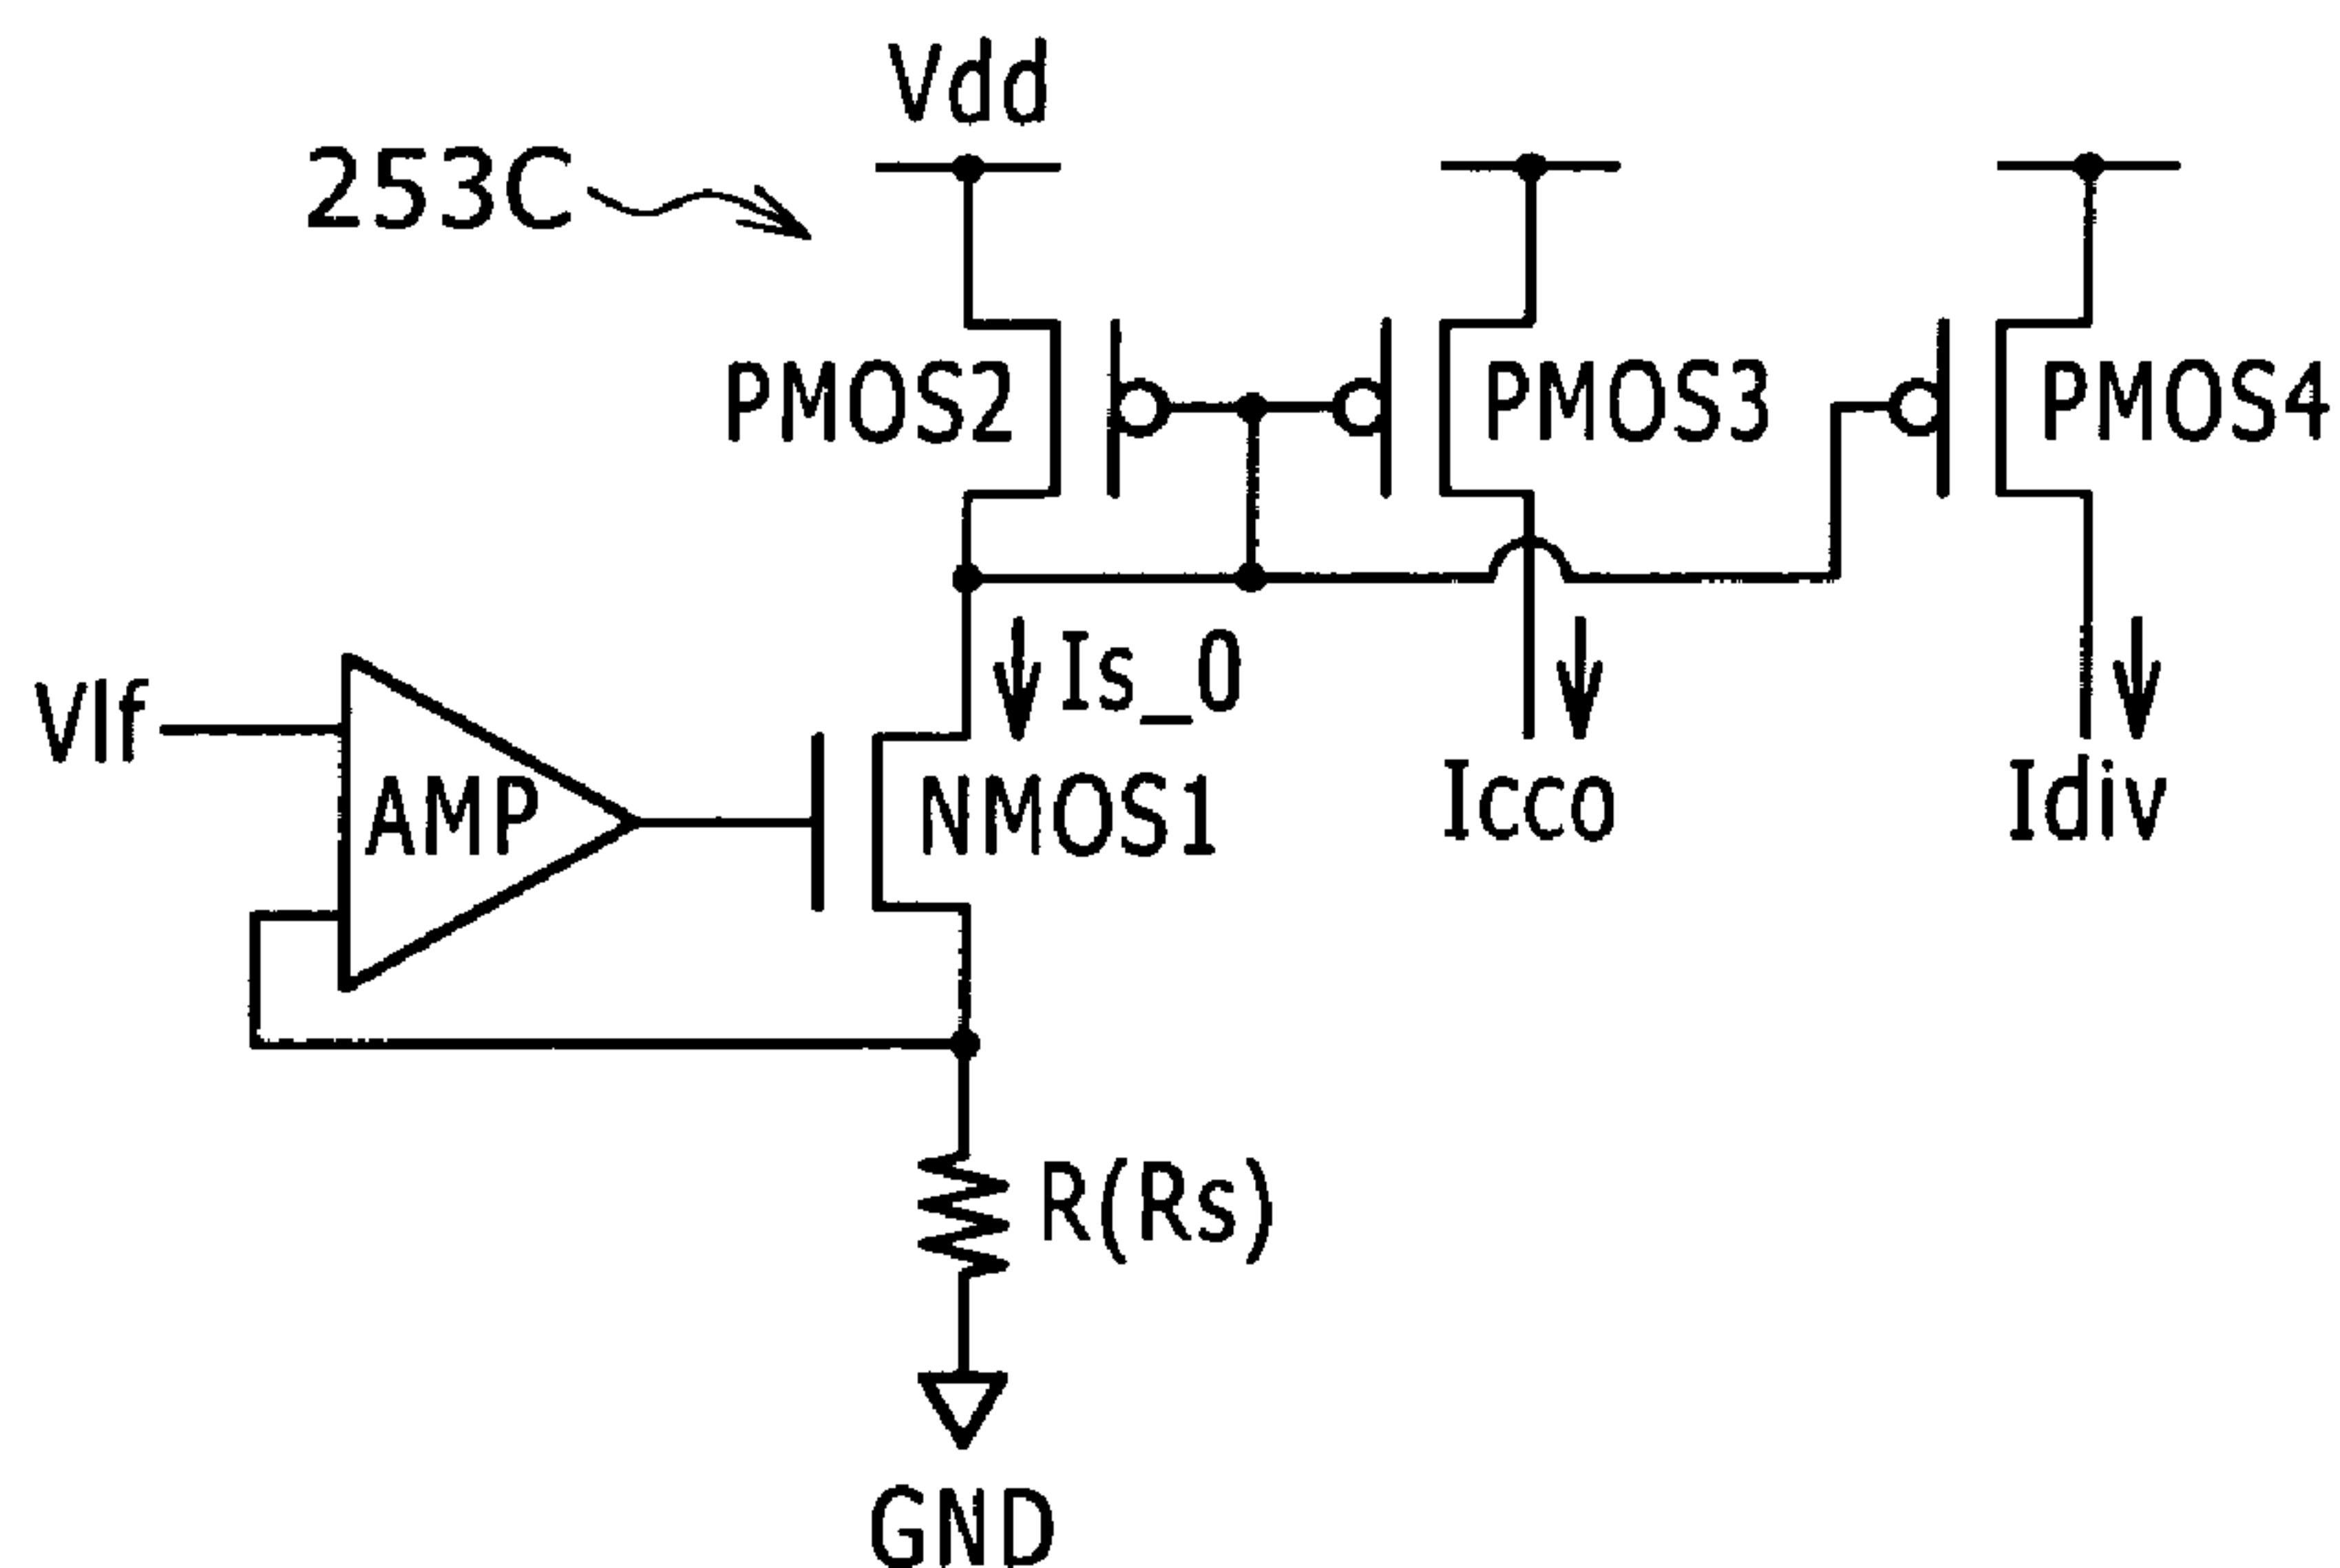 Vdd
253C
PMOS2
PMOS3
PMOS4
Is_0
Vlf
AMP
NMOS1
Icco
Idiv
R(Rs)
GND